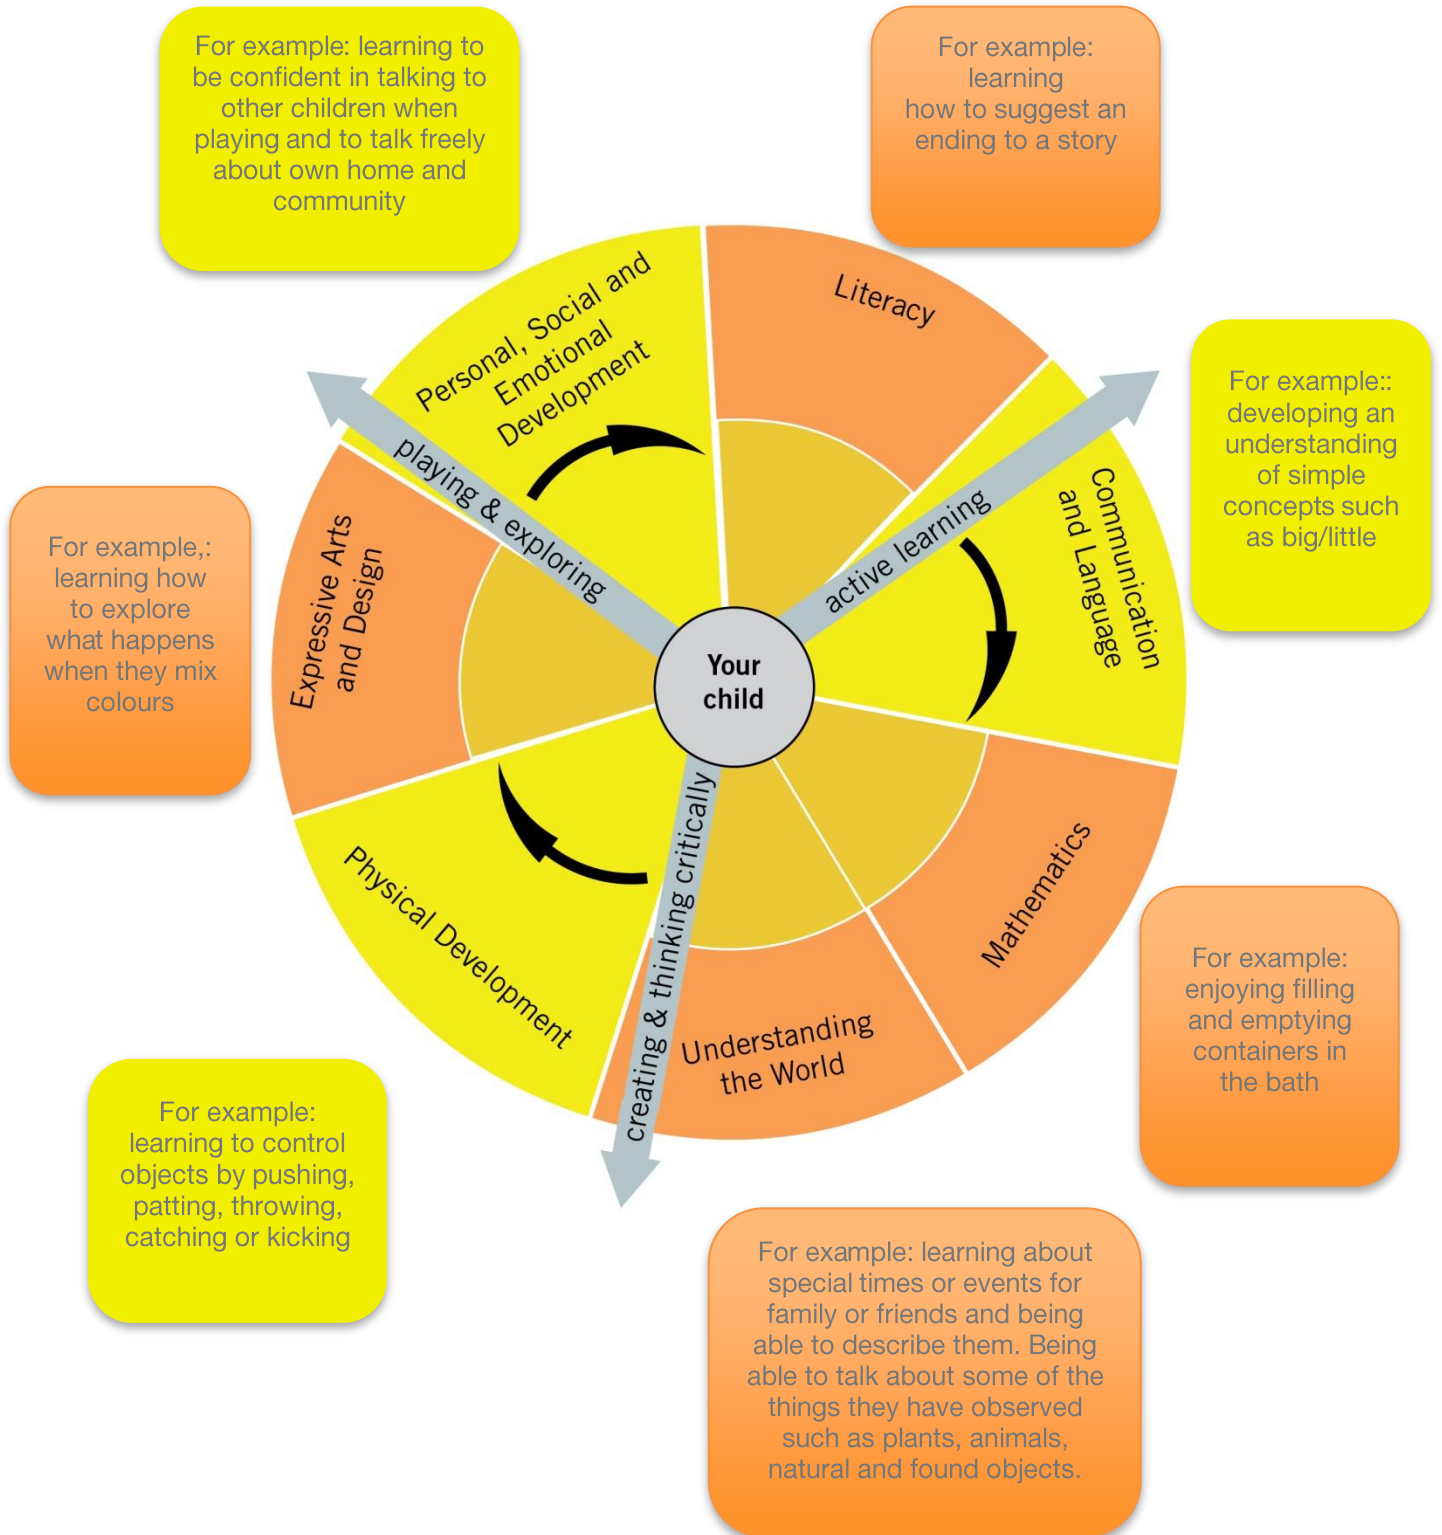 For example: learning to
be confident in talking to
other children when
playing and to talk freely
about own home and
community
For example:
learning
how to suggest an
ending to a story
Personal, Social and
Emotional
Development
Literacy
For example::
developing an
understanding
of simple
concepts such
as big/little
playing & exploring
active learning
Communication
and Language
For example,:
learning how
to explore
what happens
when they mix
colours
Expressive Arts
and Design
Your
child
creating & thinking critically
Physical Development
Mathematics
Understanding
the World
For example:
enjoying filling
and emptying
containers in
the bath
For example:
learning to control
objects by pushing,
patting, throwing,
catching or kicking
For example: learning about
special times or events for
family or friends and being
able to describe them. Being
able to talk about some of the
things they have observed
such as plants, animals,
natural and found objects.